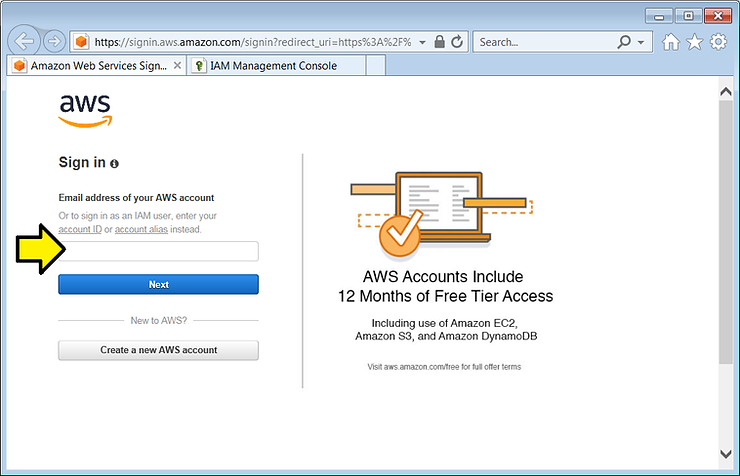 https://signin.aws.amazon.com/signin?redirect_uri=https%3A%2F%
Search...
Amazon Web Services Sign...
IAM Management Console
aws
Sign in
Email address of your AWS account
Or to sign in as an IAM user, enter your
account ID or account alias instead.
Next
New to AWS?
Create a new AWS account
AWS Accounts Include
12 Months of Free Tier Access
Including use of Amazon EC2,
Amazon S3, and Amazon DynamoDB
Visit aws.amazon.com/free for full offer terms